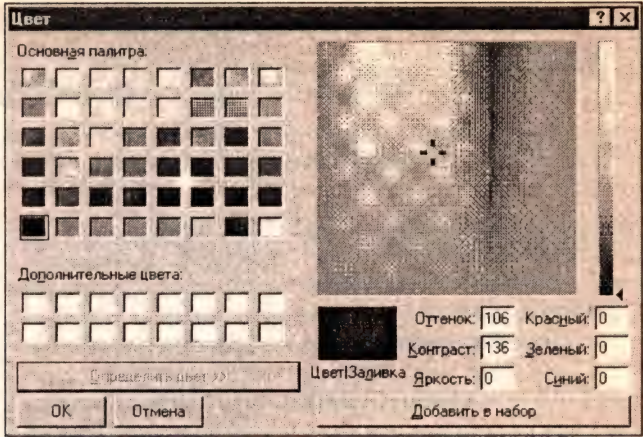 Цвет
Основная палитра:
Дополнительные цвета:
Определить цвет >>
OK Отмена
Цвет|Заливка
Оттенок: 106 Красный: 0
Контраст: 136 Зеленый: 0
Яркость: 0 Синий: 0
Добавить в набор